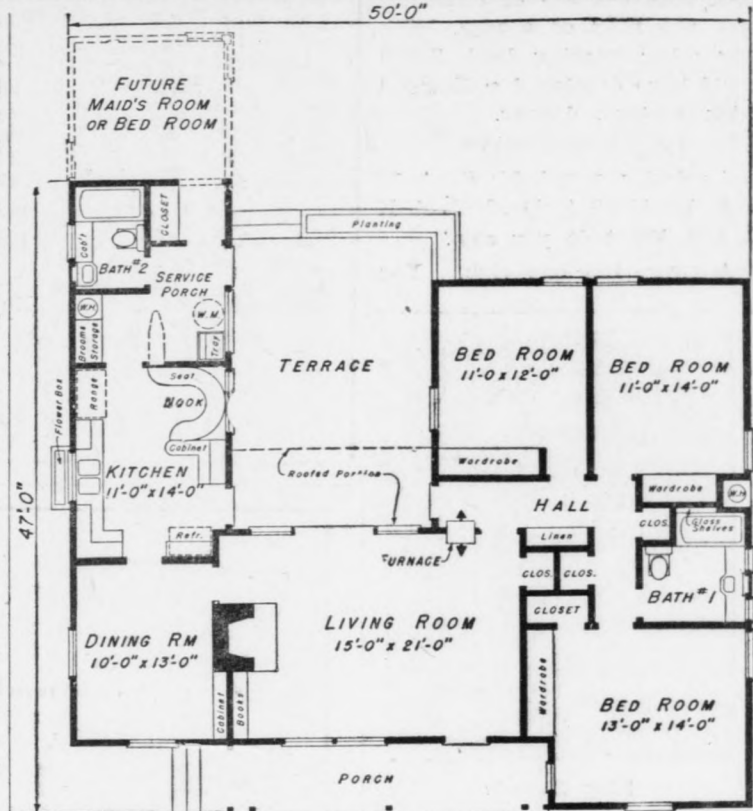 50'-0"
FUTURE
MAID'S ROOM
OR BED ROOM
CLOSET
Planting
Cab't
BATH #2
SERVICE
PORCH
W.H.
W.M.
Brooms
Storage
Tray
TERRACE
BED ROOM
11'-0 x 12'-0"
BED ROOM
11'-0" x 14'-0"
Seat
Range
NOOK
Flower Box
Cabinet
Wardrobe
Roofed Portion
KITCHEN
11'-0" x 14'-0"
Wardrobe
W.H.
47'-0"
HALL
CLOS.
Glass
Shelves
Refr.
Linen
FURNACE
CLOS.
CLOS.
BATH #1
CLOSET
LIVING ROOM
15'-0" x 21'-0"
DINING RM
10'-0" x 13'-0"
Wardrobe
Cabinet
Books
BED ROOM
13'-0" x 14'-0"
PORCH